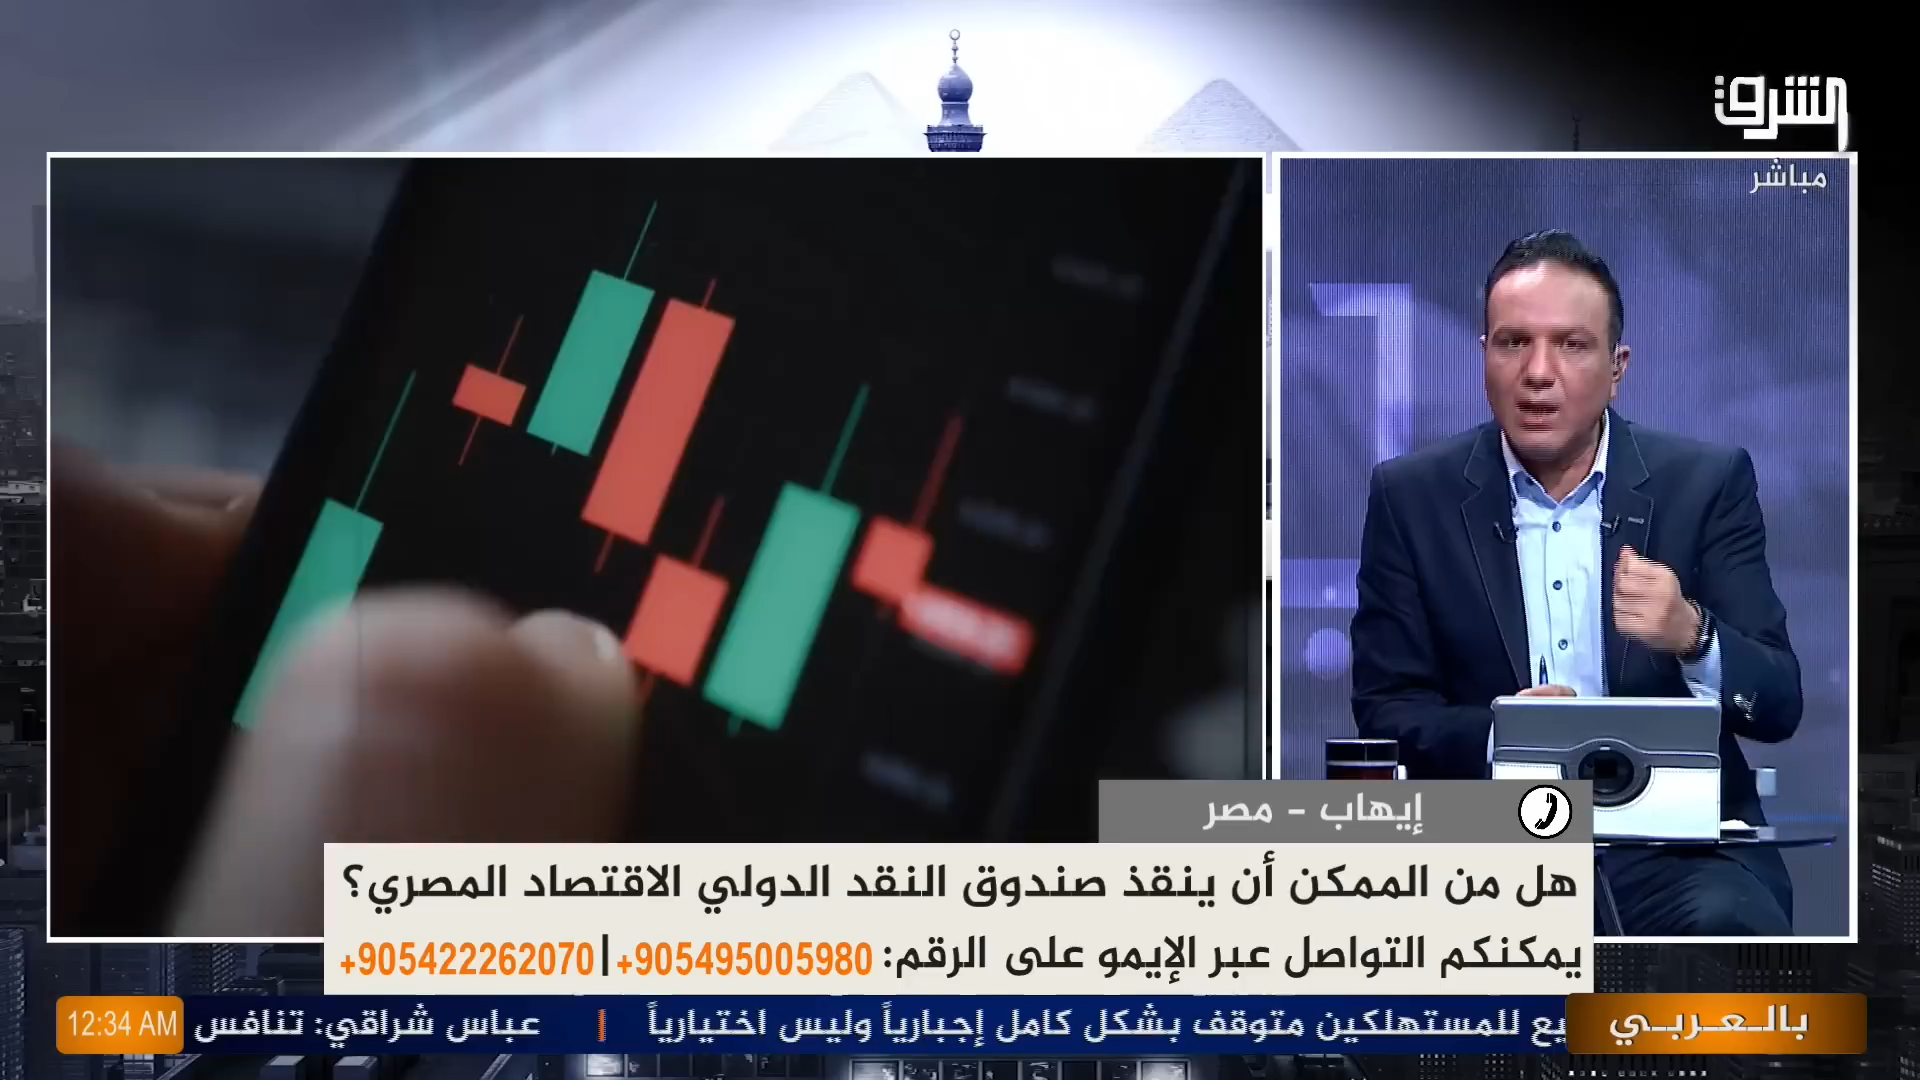 الشرق
مباشر
إيهاب - مصر
هل من الممكن أن ينقذ صندوق النقد الدولي الاقتصاد المصري؟
يمكنكم التواصل عبر الإيمو على الرقم: 905495005980+ | 905422262070+
بالعربي
يع للمستهلكين متوقف بشكل كامل إجبارياً وليس اختيارياً | عباس شراقي: تنافس
12:34 AM